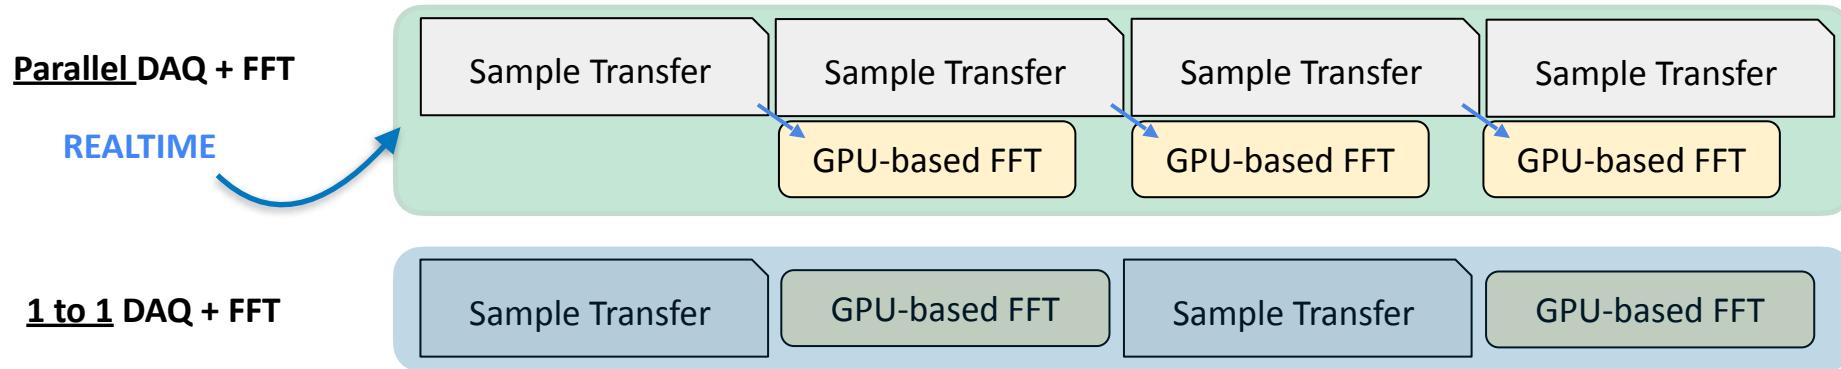 Parallel DAQ + FFT
REALTIME
Sample Transfer
Sample Transfer
Sample Transfer
Sample Transfer
GPU-based FFT
GPU-based FFT
GPU-based FFT
1 to 1 DAQ + FFT
Sample Transfer
GPU-based FFT
Sample Transfer
GPU-based FFT